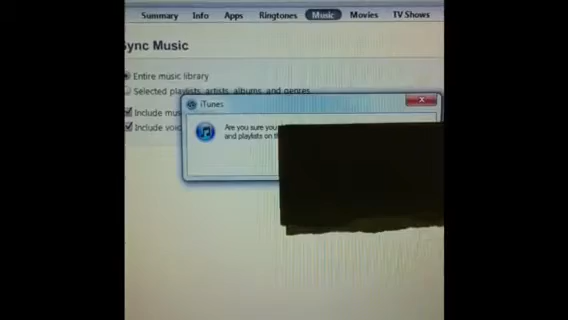 Summary Info Apps Ringtones Music Movies TV Shows
Sync Music
Entire music library
Selected playlists, artists, albums, and genres
iTunes
Include mus
Are you sure you
Include voic
and playlists on th